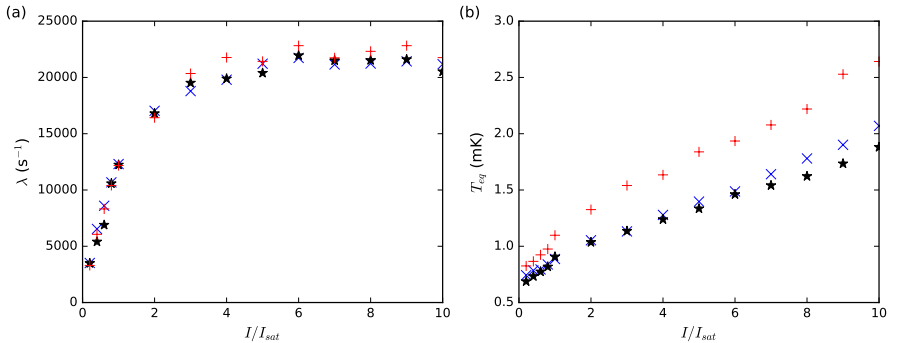 (a)
25000
20000
15000
10000
5000
0
λ (s⁻¹)
0 2 4 6 8 10
I/I_sat
(b)
3.0
2.5
2.0
1.5
1.0
0.5
T_eq (mK)
0 2 4 6 8 10
I/I_sat